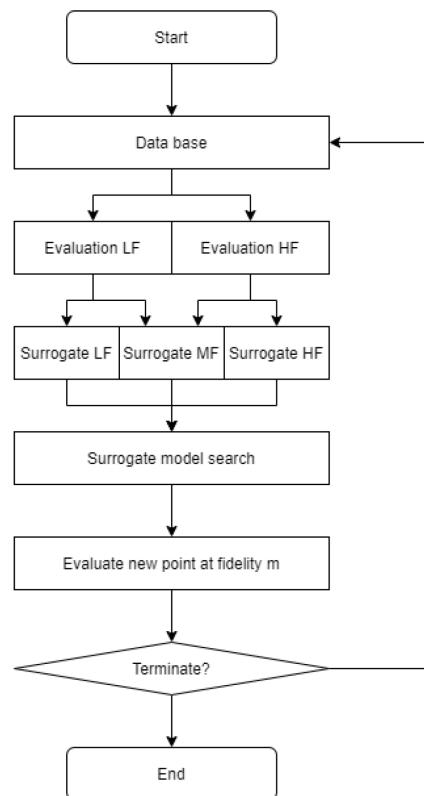 Start
Data base
Evaluation LF
Evaluation HF
Surrogate LF
Surrogate MF
Surrogate HF
Surrogate model search
Evaluate new point at fidelity m
Terminate?
End